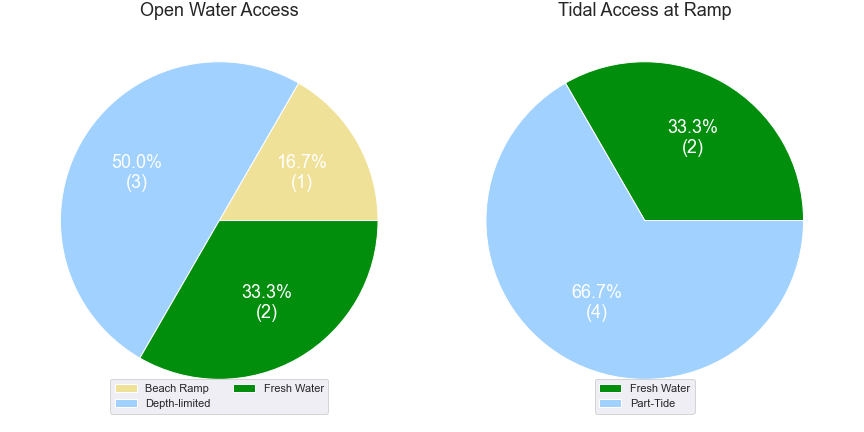 Open Water Access
50.0%
(3)
16.7%
(1)
33.3%
(2)
Beach Ramp
Depth-limited
Fresh Water
Tidal Access at Ramp
33.3%
(2)
66.7%
(4)
Fresh Water
Part-Tide